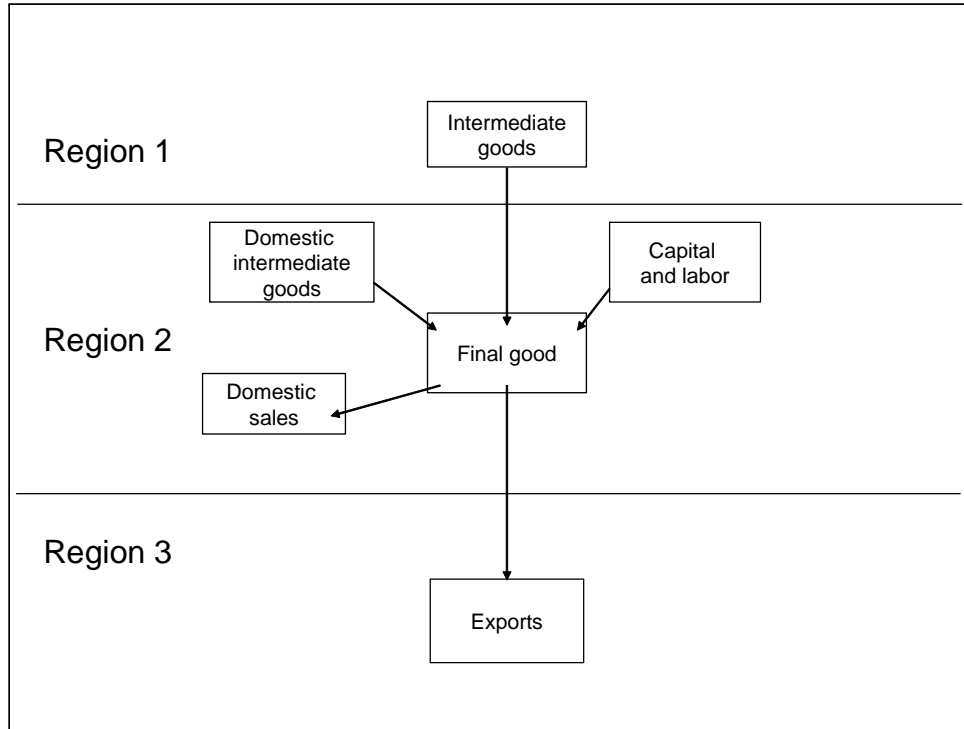 Intermediate
goods
Region 1
Domestic
intermediate
goods
Capital
and labor
Region 2
Final good
Domestic
sales
Region 3
Exports